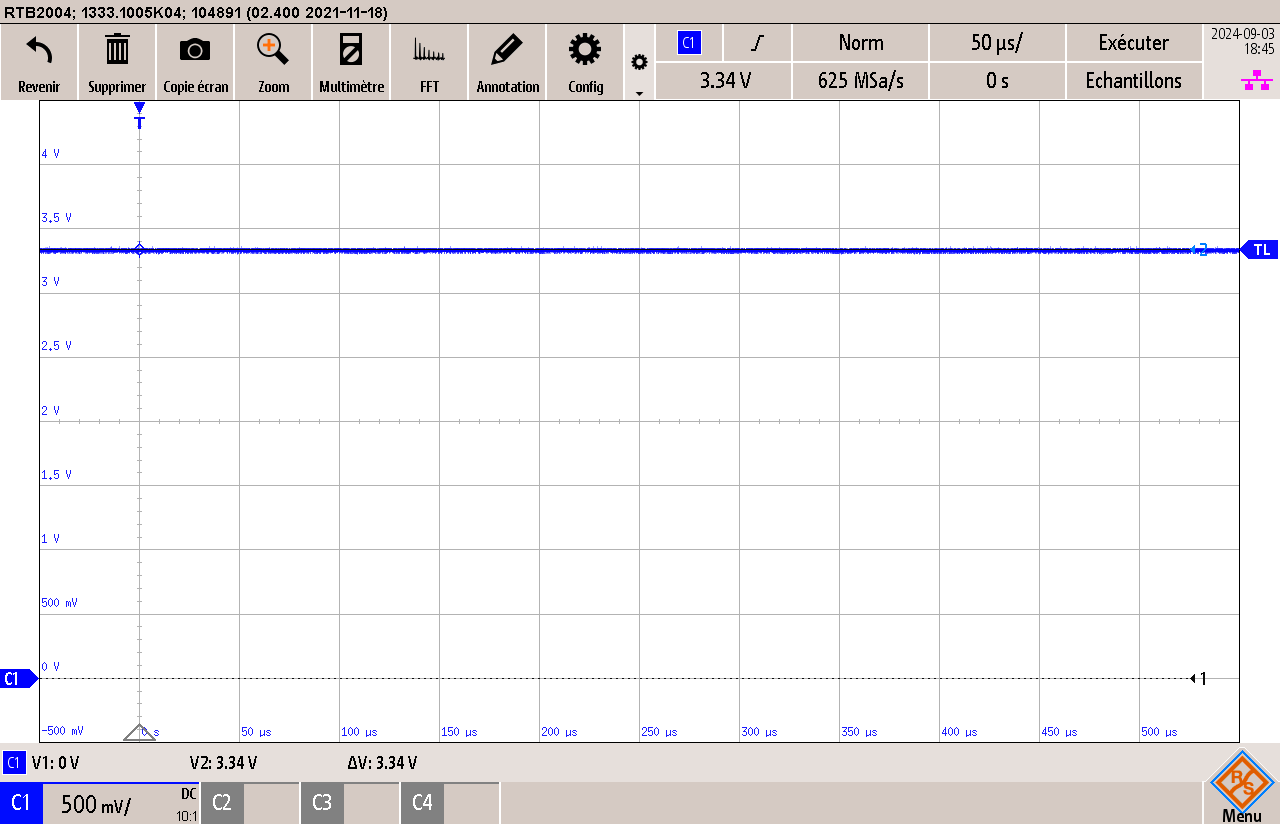 RTB2004; 1333.1005K04; 104891 (02.400 2021-11-18)
Revenir
Supprimer
Copie écran
Zoom
Multimètre
FFT
Annotation
Config
C1
3.34 V
Norm
625 MSa/s
50 µs/
0 s
Exécuter
Echantillons
2024-09-03
18:45
T
4 V
3.5 V
2
TL
3 V
2.5 V
2 V
1.5 V
1 V
500 mV
0 V
C1
1
-500 mV
0 s
50 µs
100 µs
150 µs
200 µs
250 µs
300 µs
350 µs
400 µs
450 µs
500 µs
C1 V1: 0 V V2: 3.34 V ΔV: 3.34 V
C1 500 mV/ DC 10:1
C2
C3
C4
R S
Menu